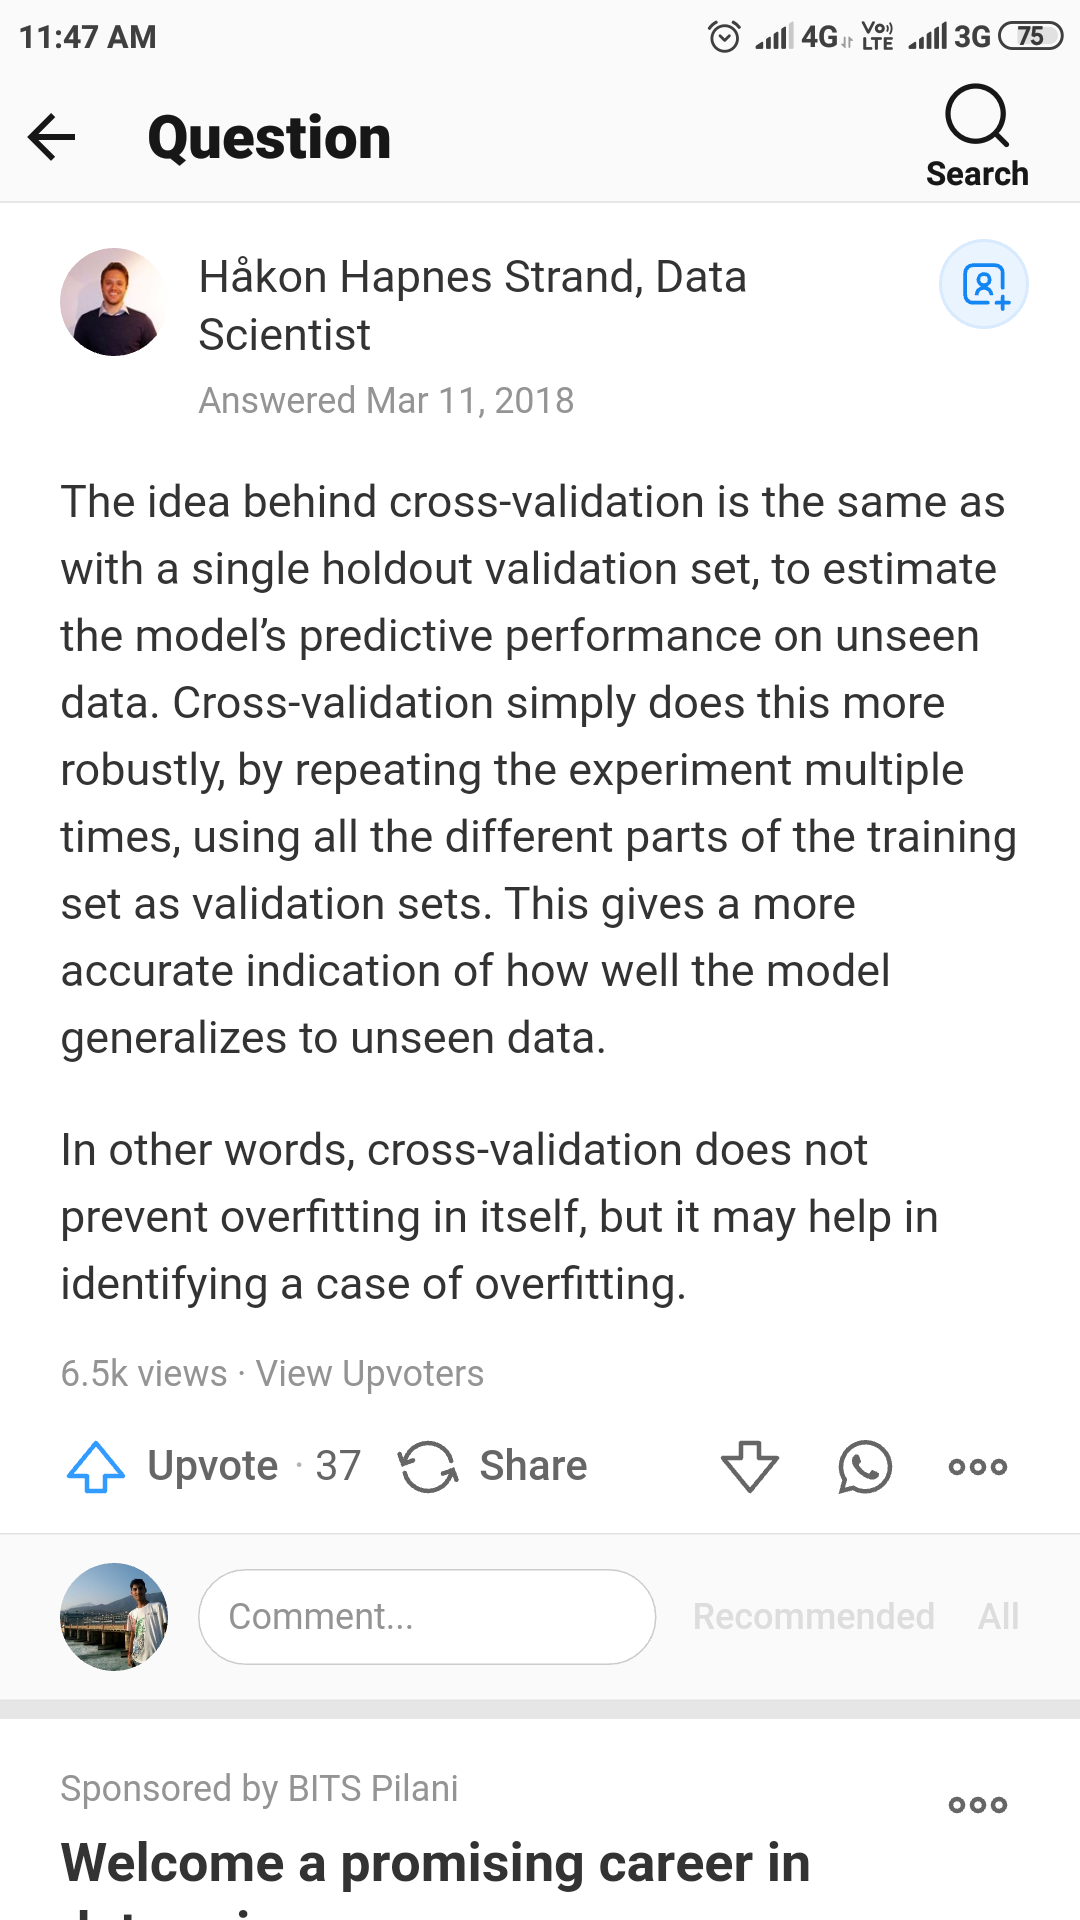 11:47 AM 4G VoLTE 3G 75
Question
Search
Håkon Hapnes Strand, Data
Scientist
Answered Mar 11, 2018
The idea behind cross-validation is the same as
with a single holdout validation set, to estimate
the model’s predictive performance on unseen
data. Cross-validation simply does this more
robustly, by repeating the experiment multiple
times, using all the different parts of the training
set as validation sets. This gives a more
accurate indication of how well the model
generalizes to unseen data.
In other words, cross-validation does not
prevent overfitting in itself, but it may help in
identifying a case of overfitting.
6.5k views · View Upvoters
Upvote · 37 Share
Comment... Recommended All
Sponsored by BITS Pilani
Welcome a promising career in